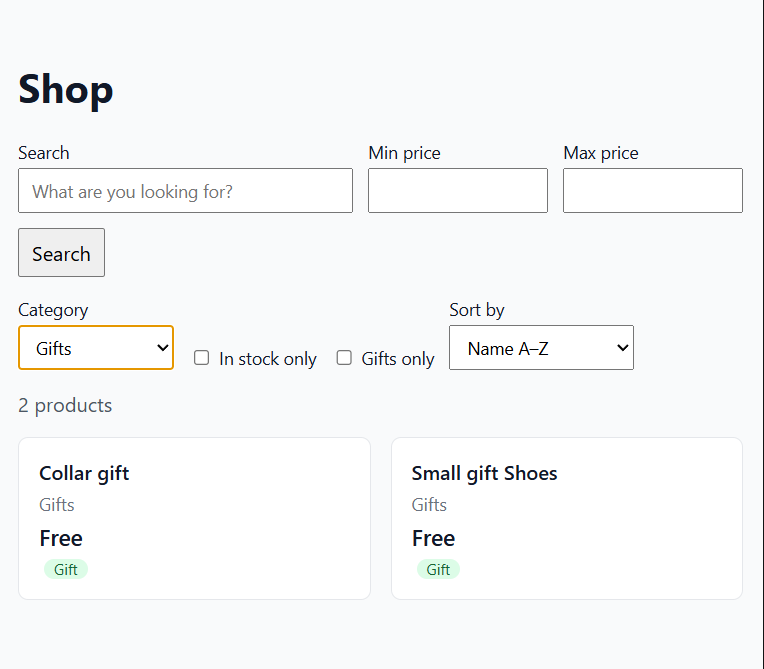 Shop
Search Min price Max price
What are you looking for?
Search
Category Sort by
Gifts In stock only Gifts only Name A–Z
2 products
Collar gift
Gifts
Free
Gift
Small gift Shoes
Gifts
Free
Gift